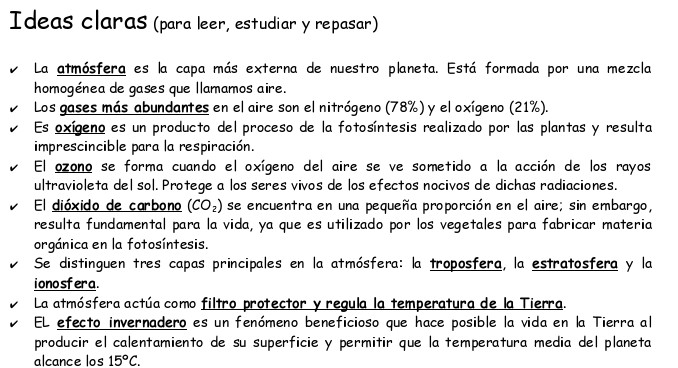 Ideas claras (para leer, estudiar y repasar)
✔ La atmósfera es la capa más externa de nuestro planeta. Está formada por una mezcla
homogénea de gases que llamamos aire.
✔ Los gases más abundantes en el aire son el nitrógeno (78%) y el oxígeno (21%).
✔ Es oxígeno es un producto del proceso de la fotosíntesis realizado por las plantas y resulta
imprescincible para la respiración.
✔ El ozono se forma cuando el oxígeno del aire se ve sometido a la acción de los rayos
ultravioleta del sol. Protege a los seres vivos de los efectos nocivos de dichas radiaciones.
✔ El dióxido de carbono (CO₂) se encuentra en una pequeña proporción en el aire; sin embargo,
resulta fundamental para la vida, ya que es utilizado por los vegetales para fabricar materia
orgánica en la fotosíntesis.
✔ Se distinguen tres capas principales en la atmósfera: la troposfera, la estratosfera y la
ionosfera.
✔ La atmósfera actúa como filtro protector y regula la temperatura de la Tierra.
✔ EL efecto invernadero es un fenómeno beneficioso que hace posible la vida en la Tierra al
producir el calentamiento de su superficie y permitir que la temperatura media del planeta
alcance los 15ºC.